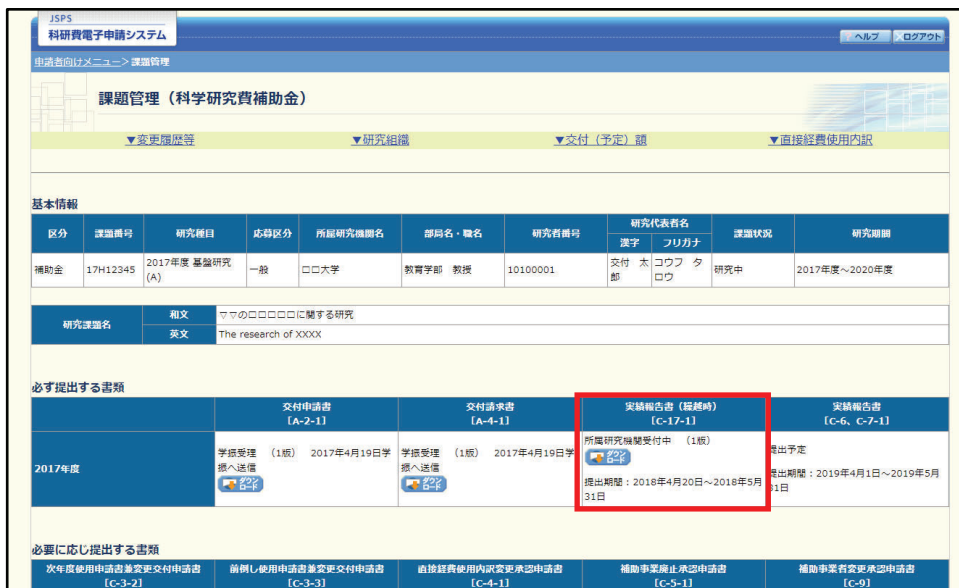 JSPS
科研費電子申請システム
ヘルプ ログアウト
申請者向けメニュー＞課題管理
課題管理（科学研究費補助金）
▼変更履歴等 ▼研究組織 ▼交付（予定）額 ▼直接経費使用内訳
基本情報
区分 課題番号 研究種目 応募区分 所属研究機関名 部局名・職名 研究者番号 研究代表者名 課題状況 研究期間
漢字 フリガナ
補助金 17H12345 2017年度 基盤研究 一般 □□大学 教育学部 教授 10100001 交付 太 コウフ タ 研究中 2017年度～2020年度
(A) 郎 ロウ
研究課題名 和文 ▽▽の□□□□□に関する研究
英文 The research of XXXX
必ず提出する書類
交付申請書 交付請求書 実績報告書（繰越時） 実績報告書
[A-2-1] [A-4-1] [C-17-1] [C-6、C-7-1]
2017年度
学振受理 （1版） 2017年4月19日学
振へ送信
ダウンロード
学振受理 （1版） 2017年4月19日学
振へ送信
ダウンロード
所属研究機関受付中 （1版）
ダウンロード
提出期間：2018年4月20日～2018年5月
31日
提出予定
提出期間：2019年4月1日～2019年5月
31日
必要に応じ提出する書類
次年度使用申請書兼変更交付申請書 前倒し使用申請書兼変更交付申請書 直接経費使用内訳変更承認申請書 補助事業廃止承認申請書 補助事業者変更承認申請書
[C-3-2] [C-3-3] [C-4-1] [C-5-1] [C-9]